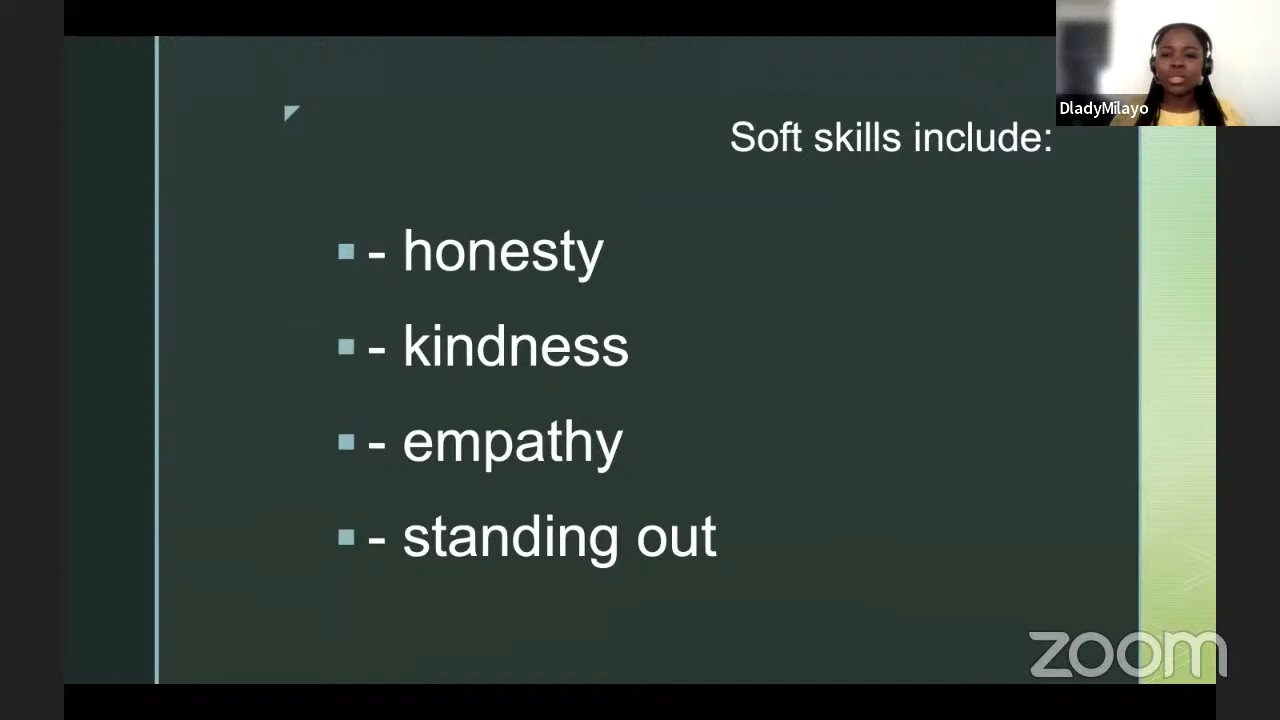 DladyMilayo
Soft skills include:
- honesty
- kindness
- empathy
- standing out
zoom